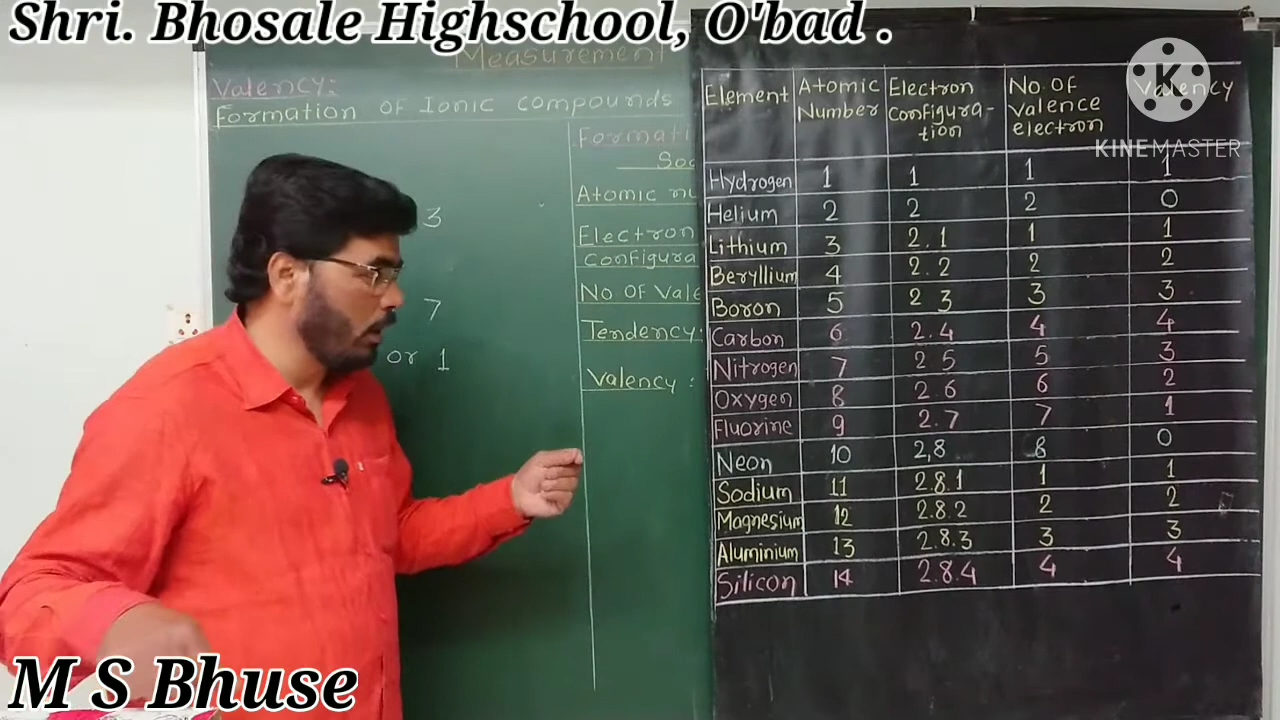 Shri. Bhosale Highschool, O'bad .
Measurement
Valency:
Formation of Ionic compounds
3
7
or 1
Formati
Soc
Atomic nu
Electron
configura
No Of Vale
Tendency:
Valency :
Element Atomic Number Electron configura-tion No. Of Valence electron Valency
KINEMASTER
Hydrogen 1 1 1 1
Helium 2 2 2 0
Lithium 3 2.1 1 1
Beryllium 4 2.2 2 2
Boron 5 2 3 3 3
Carbon 6 2.4 4 4
Nitrogen 7 2 5 5 3
Oxygen 8 2 6 6 2
Fluorine 9 2.7 7 1
Neon 10 2,8 8 0
Sodium 11 2.8.1 1 1
Magnesium 12 2.8.2 2 2
Aluminium 13 2.8.3 3 3
Silicon 14 2.8.4 4 4
M S Bhuse